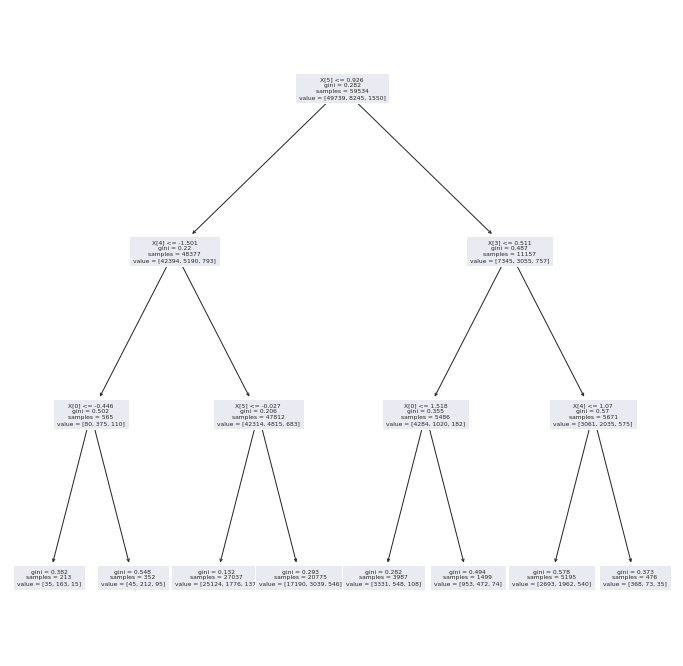 X[5] <= 0.926
gini = 0.282
samples = 59534
value = [49739, 8245, 1550]
X[4] <= -1.501
gini = 0.22
samples = 48377
value = [42394, 5190, 793]
X[3] <= 0.511
gini = 0.487
samples = 11157
value = [7345, 3055, 757]
X[0] <= -0.446
gini = 0.502
samples = 565
value = [80, 375, 110]
X[5] <= -0.027
gini = 0.206
samples = 47812
value = [42314, 4815, 683]
X[0] <= 1.518
gini = 0.355
samples = 5486
value = [4284, 1020, 182]
X[4] <= 1.07
gini = 0.57
samples = 5671
value = [3061, 2035, 575]
gini = 0.382
samples = 213
value = [35, 163, 15]
gini = 0.548
samples = 352
value = [45, 212, 95]
gini = 0.132
samples = 27037
value = [25124, 1776, 137
gini = 0.293
samples = 20775
value = [17190, 3039, 546]
gini = 0.282
samples = 3987
value = [3331, 548, 108]
gini = 0.494
samples = 1499
value = [953, 472, 74]
gini = 0.578
samples = 5195
value = [2693, 1962, 540]
gini = 0.373
samples = 476
value = [368, 73, 35]